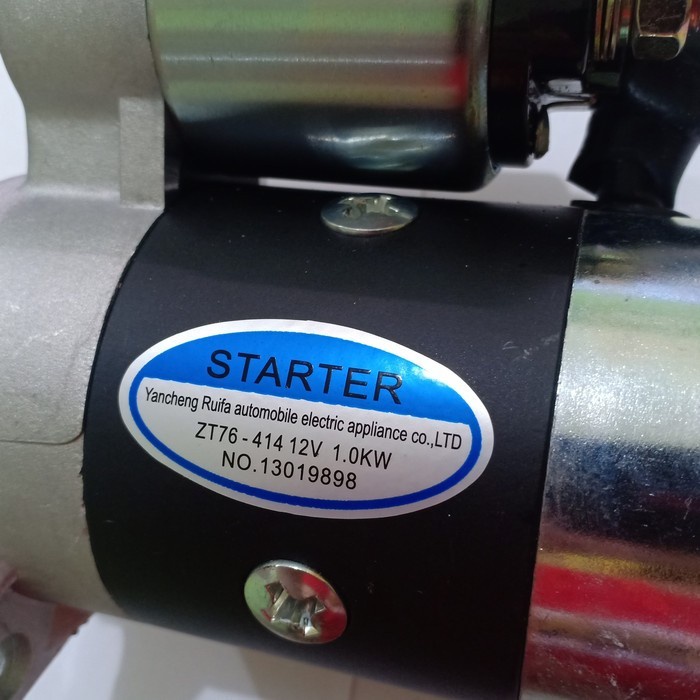 STARTER
Yancheng Ruifa automobile electric appliance co.,LTD
ZT76-414 12V 1.0KW
NO.13019898